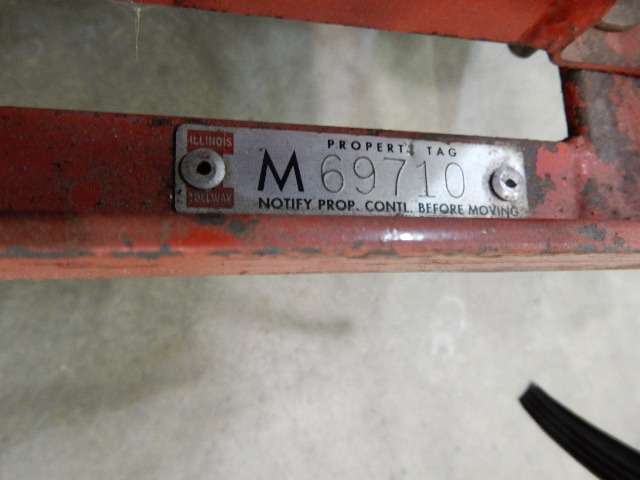 ILLINOIS
TOLLWAY
PROPERTY TAG
M 69710
NOTIFY PROP. CONTL. BEFORE MOVING